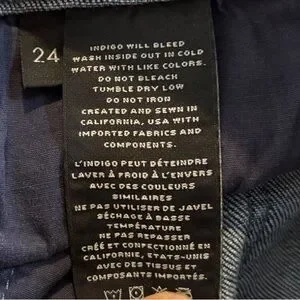 24
INDIGO WILL BLEED
WASH INSIDE OUT IN COLD
WATER WITH LIKE COLORS.
DO NOT BLEACH
TUMBLE DRY LOW
DO NOT IRON
CREATED AND SEWN IN
CALIFORNIA, USA WITH
IMPORTED FABRICS AND
COMPONENTS.
L'INDIGO PEUT DÉTEINDRE
LAVER À FROID À L'ENVERS
AVEC DES COULEURS
SIMILAIRES
NE PAS UTILISER DE JAVEL
SÉCHAGE À BASSE
TEMPÉRATURE
NE PAS REPASSER
CRÉÉ ET CONFECTIONNÉ EN
CALIFORNIE, ÉTATS-UNIS
AVEC DES TISSUS ET
COMPOSANTS IMPORTÉS.